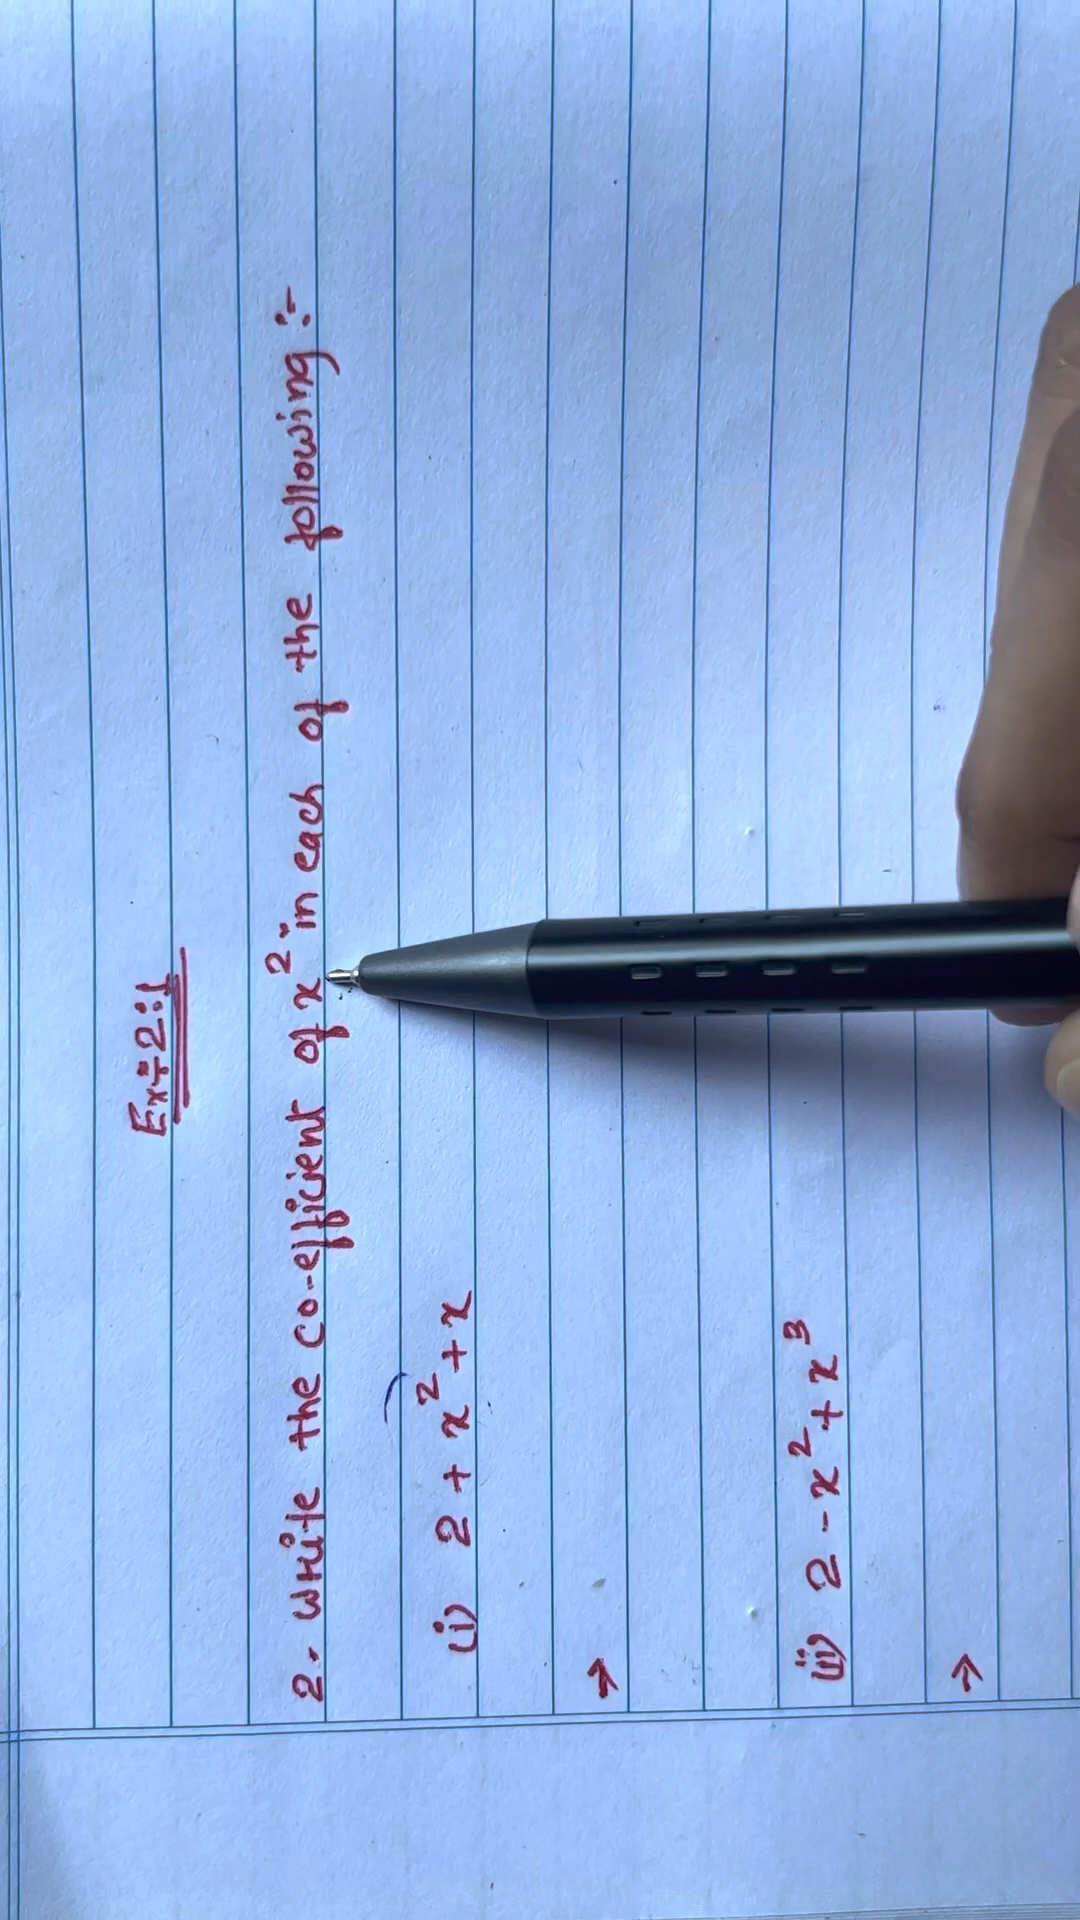 Ex÷2:1
2. write the co-efficient of x² in each of the following :-
(i) 2 + x² + x
→
(ii) 2 - x² + x³
→